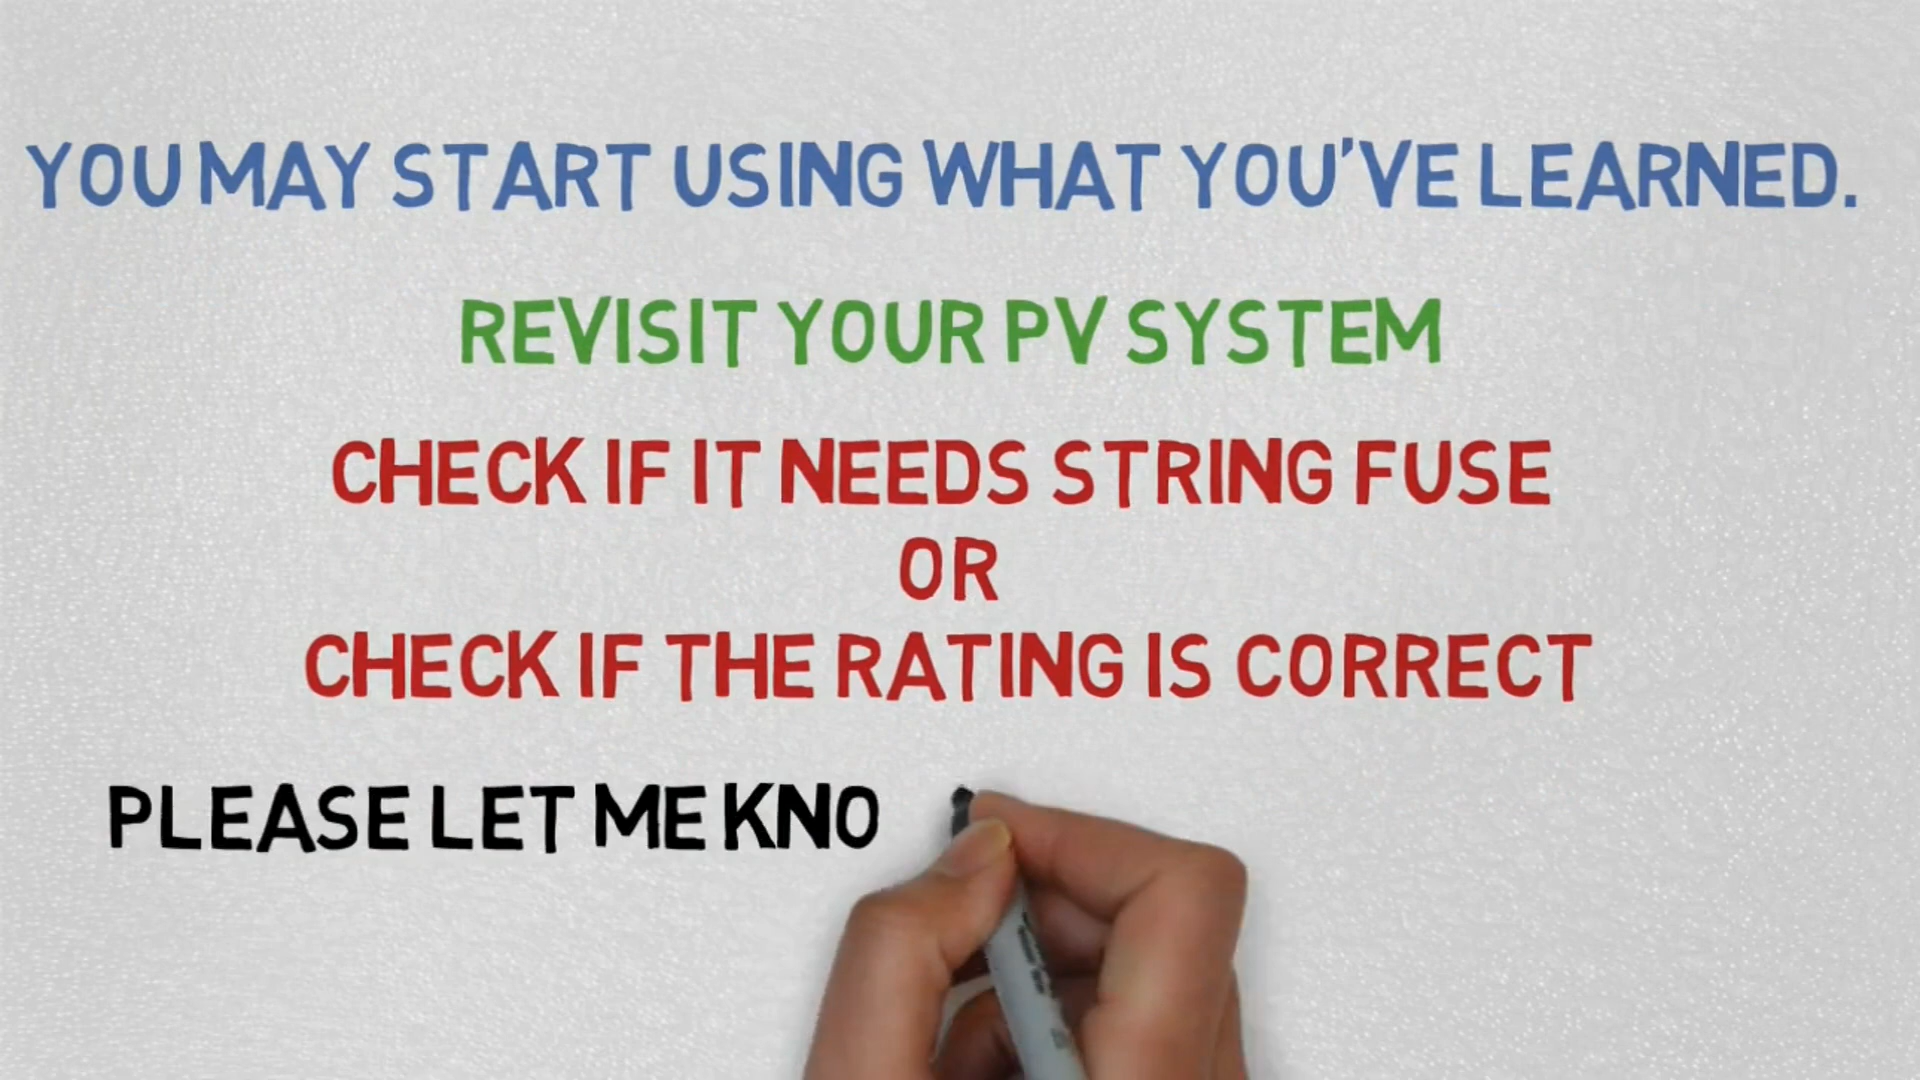 YOU MAY START USING WHAT YOU'VE LEARNED.
REVISIT YOUR PV SYSTEM
CHECK IF IT NEEDS STRING FUSE
OR
CHECK IF THE RATING IS CORRECT
PLEASE LET ME KNO